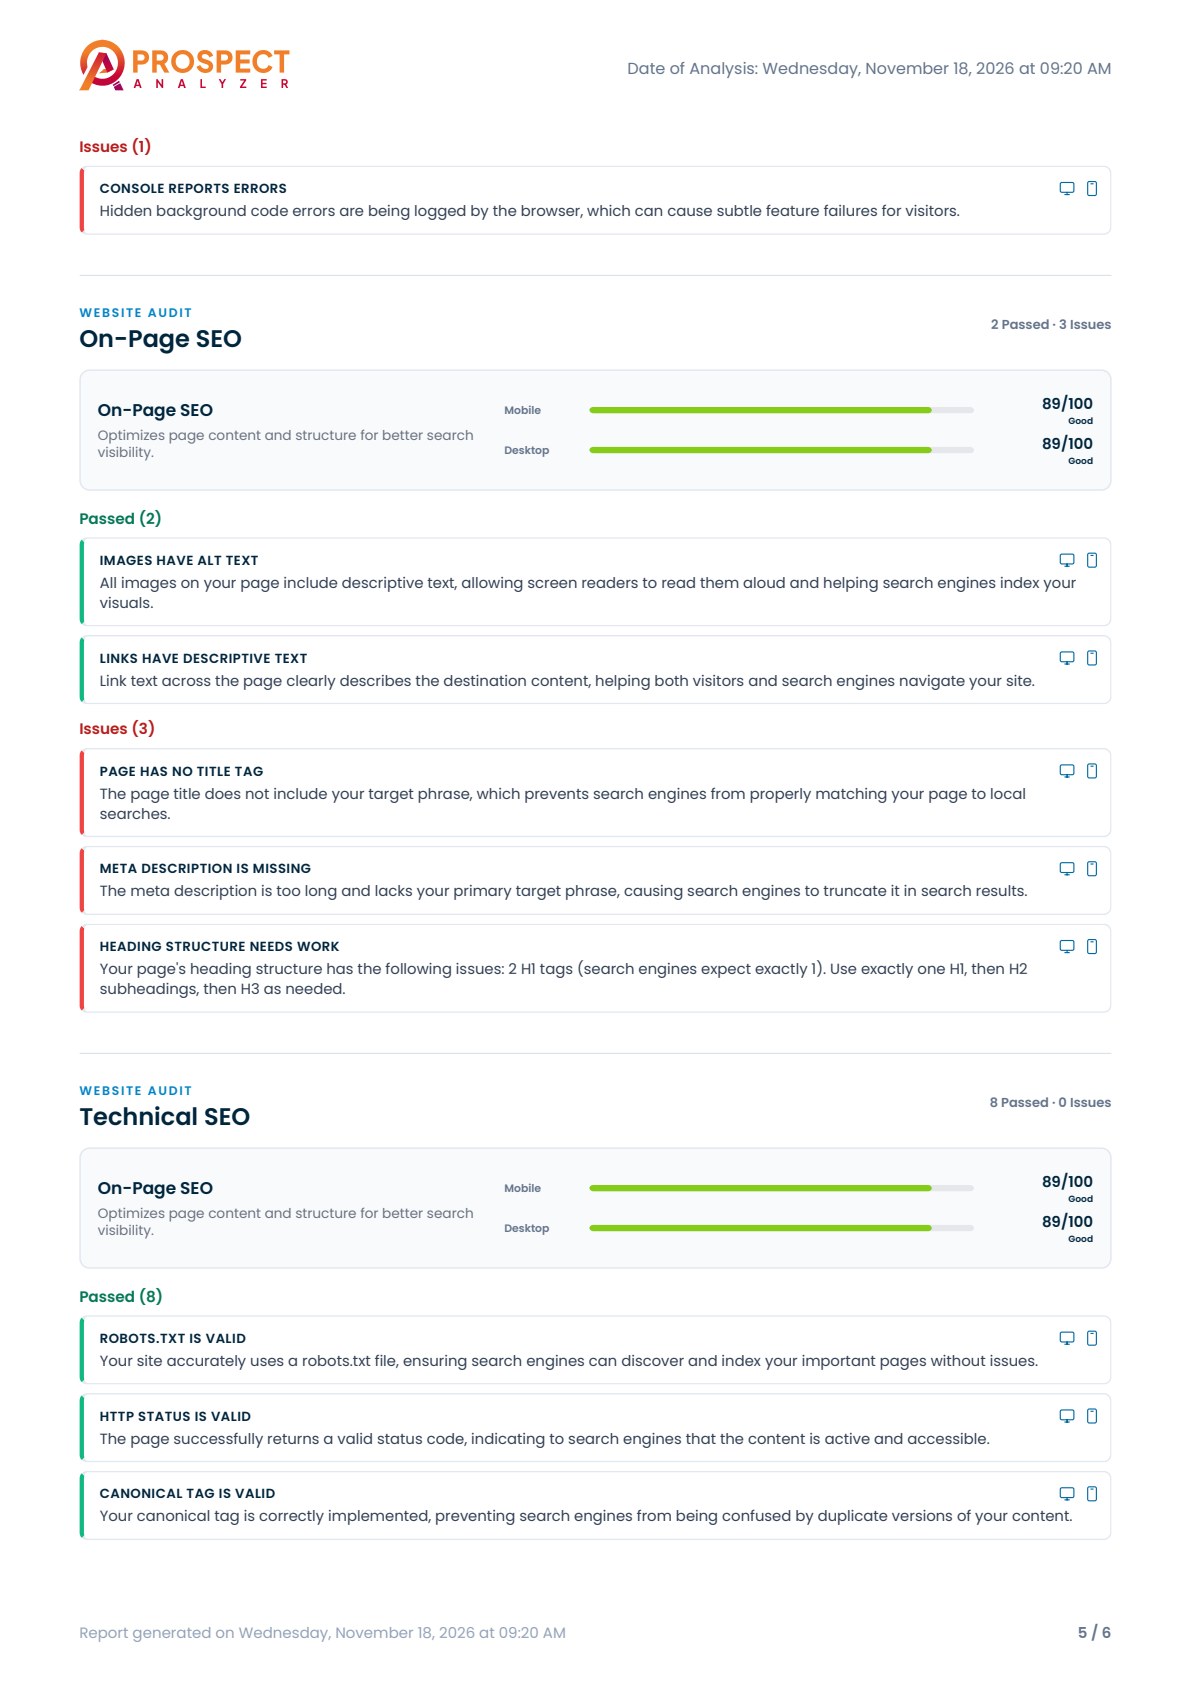 PROSPECT
ANALYZER
Date of Analysis: Wednesday, November 18, 2026 at 09:20 AM
Issues (1)
CONSOLE REPORTS ERRORS
Hidden background code errors are being logged by the browser, which can cause subtle feature failures for visitors.
WEBSITE AUDIT
On-Page SEO
2 Passed · 3 Issues
On-Page SEO
Optimizes page content and structure for better search
visibility.
Mobile
89/100
Good
Desktop
89/100
Good
Passed (2)
IMAGES HAVE ALT TEXT
All images on your page include descriptive text, allowing screen readers to read them aloud and helping search engines index your
visuals.
LINKS HAVE DESCRIPTIVE TEXT
Link text across the page clearly describes the destination content, helping both visitors and search engines navigate your site.
Issues (3)
PAGE HAS NO TITLE TAG
The page title does not include your target phrase, which prevents search engines from properly matching your page to local
searches.
META DESCRIPTION IS MISSING
The meta description is too long and lacks your primary target phrase, causing search engines to truncate it in search results.
HEADING STRUCTURE NEEDS WORK
Your page's heading structure has the following issues: 2 H1 tags (search engines expect exactly 1). Use exactly one H1, then H2
subheadings, then H3 as needed.
WEBSITE AUDIT
Technical SEO
8 Passed · 0 Issues
On-Page SEO
Optimizes page content and structure for better search
visibility.
Mobile
89/100
Good
Desktop
89/100
Good
Passed (8)
ROBOTS.TXT IS VALID
Your site accurately uses a robots.txt file, ensuring search engines can discover and index your important pages without issues.
HTTP STATUS IS VALID
The page successfully returns a valid status code, indicating to search engines that the content is active and accessible.
CANONICAL TAG IS VALID
Your canonical tag is correctly implemented, preventing search engines from being confused by duplicate versions of your content.
Report generated on Wednesday, November 18, 2026 at 09:20 AM
5 / 6